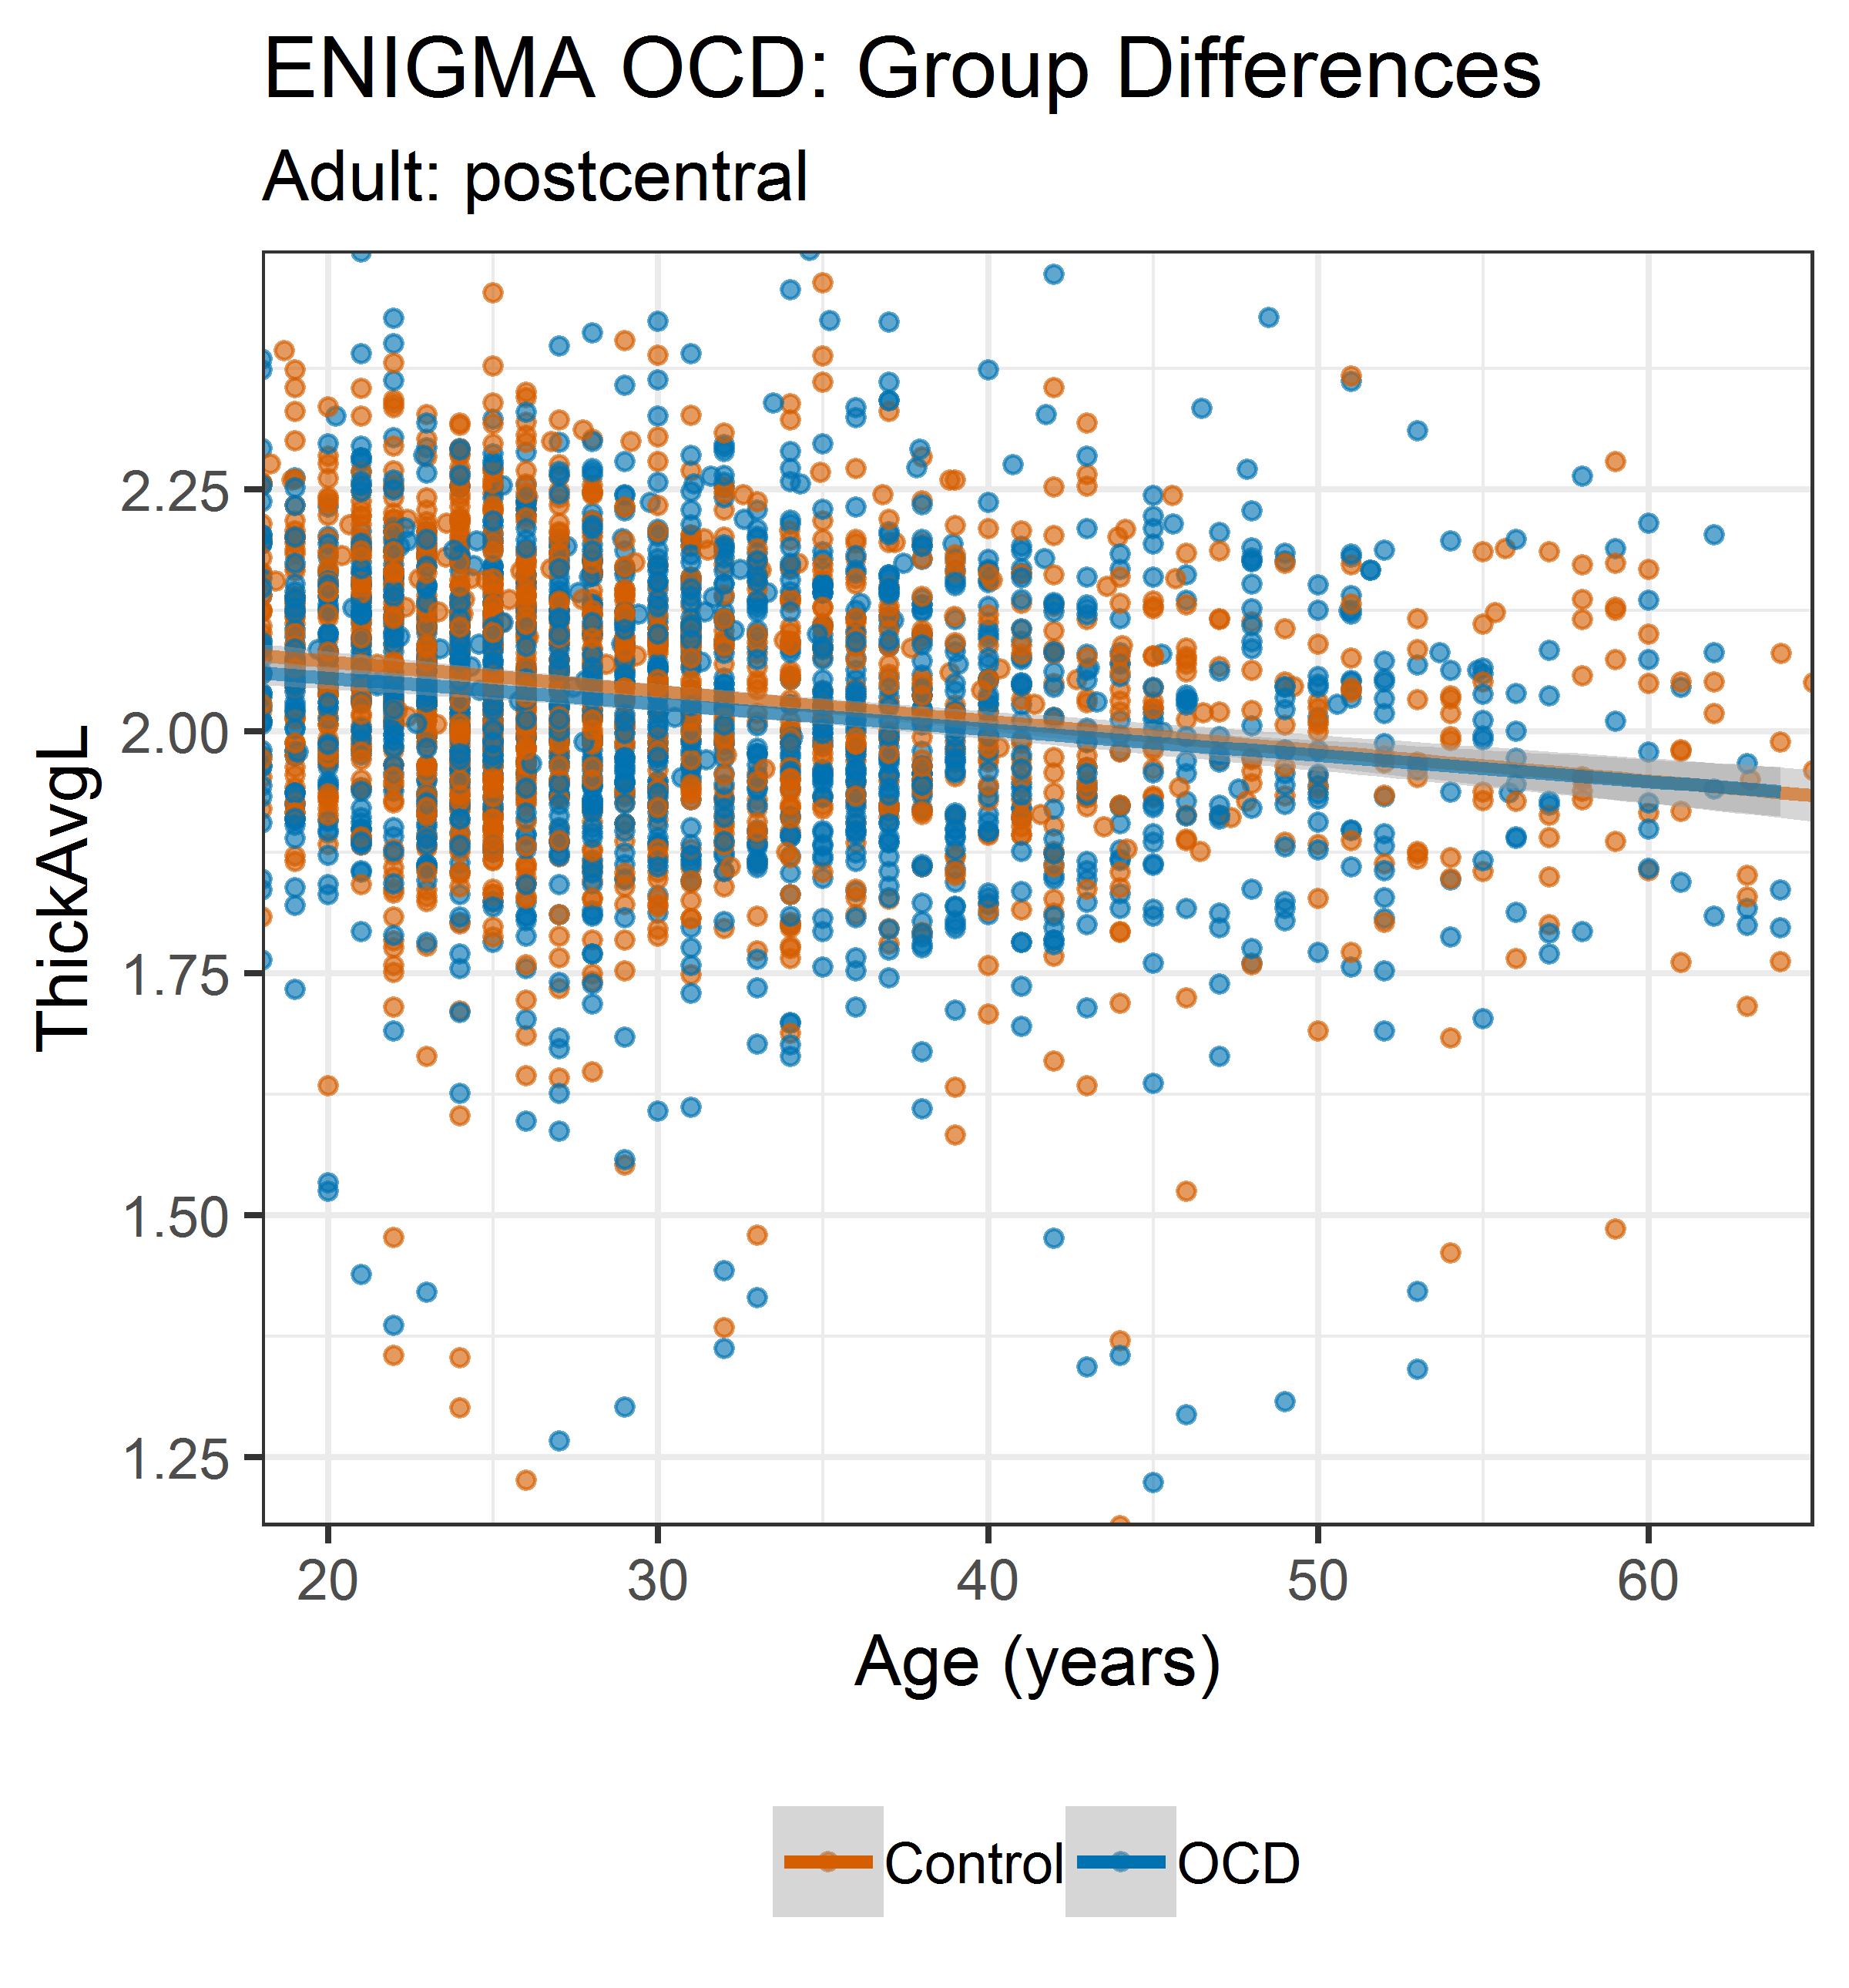 ENIGMA OCD: Group Differences
Adult: postcentral
ThickAvgL
2.25
2.00
1.75
1.50
1.25
20 30 40 50 60
Age (years)
Control OCD